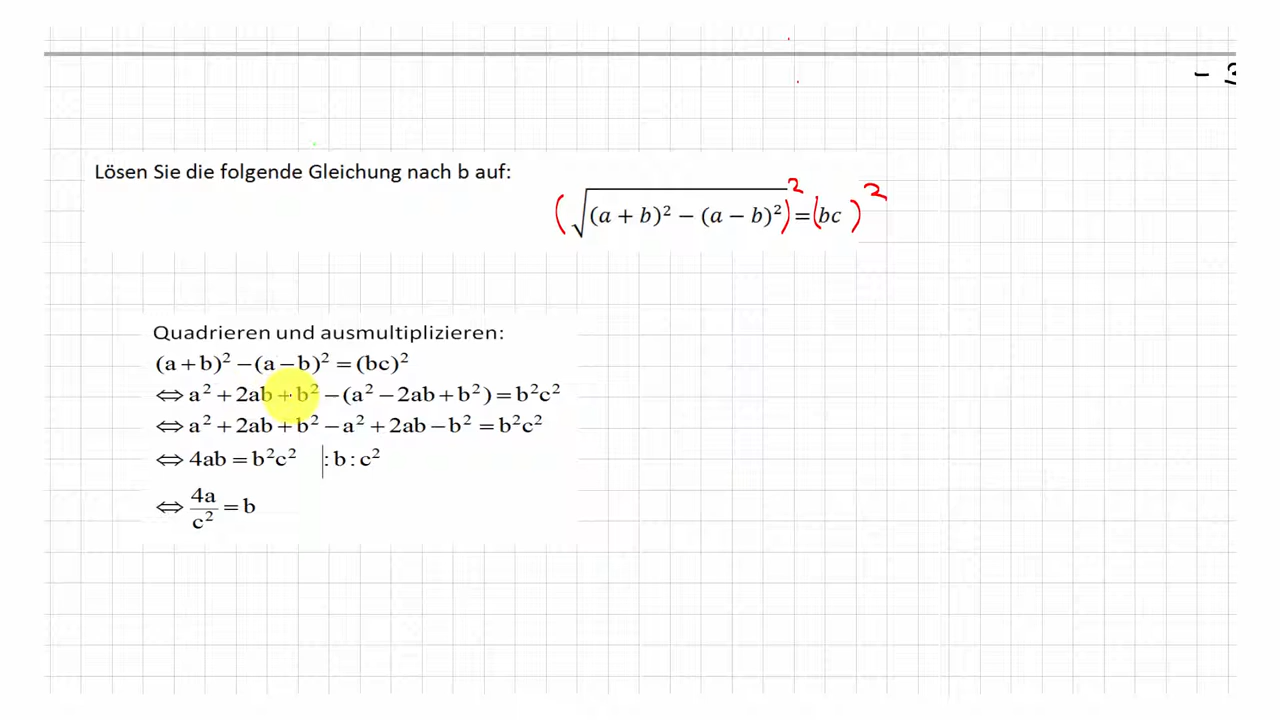 - 3
Lösen Sie die folgende Gleichung nach b auf:
(√((a + b)² − (a − b)²))² = (bc)²
Quadrieren und ausmultiplizieren:
(a + b)² − (a − b)² = (bc)²
⇔ a² + 2ab + b² − (a² − 2ab + b²) = b²c²
⇔ a² + 2ab + b² − a² + 2ab − b² = b²c²
⇔ 4ab = b²c² |: b : c²
⇔ 4a/c² = b